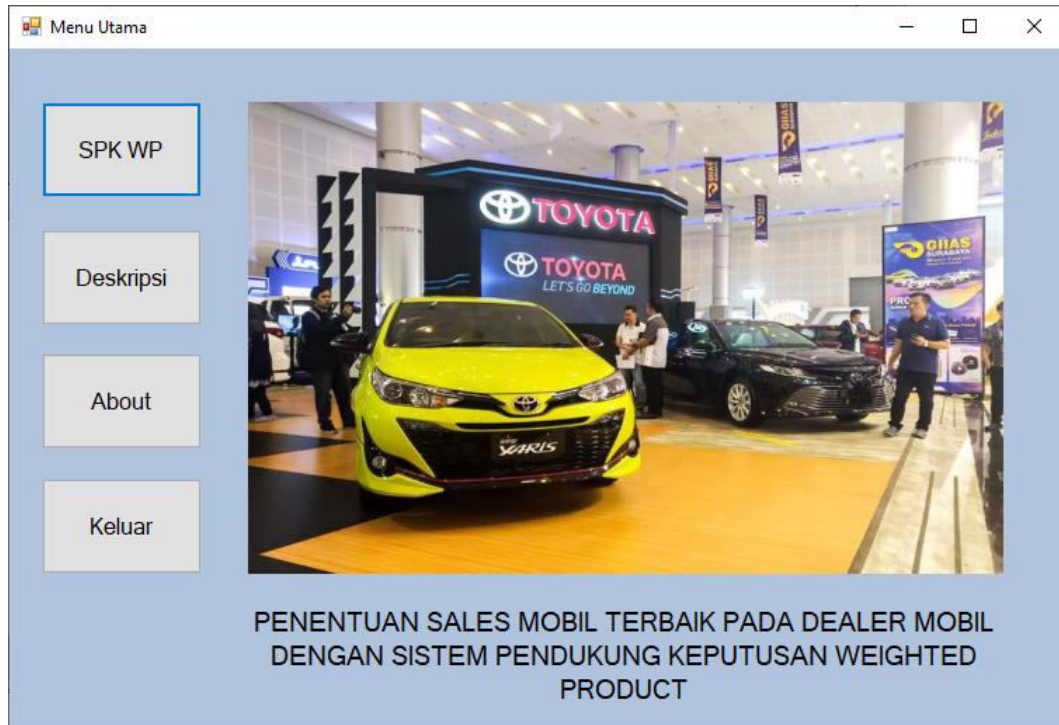 Menu Utama
SPK WP
Deskripsi
About
Keluar
TOYOTA
TOYOTA
LET'S GO BEYOND
GIIAS
SURABAYA
YARIS
PENENTUAN SALES MOBIL TERBAIK PADA DEALER MOBIL
DENGAN SISTEM PENDUKUNG KEPUTUSAN WEIGHTED
PRODUCT